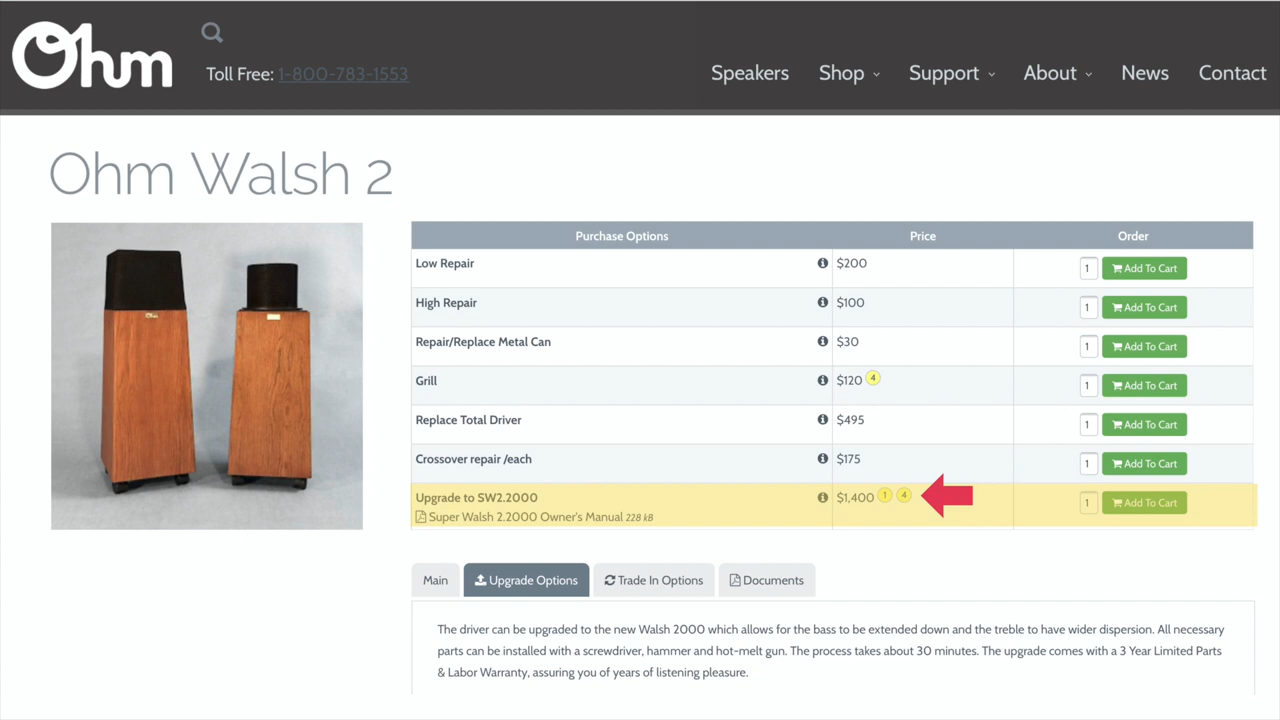 Ohm
Toll Free: 1-800-783-1553
Speakers Shop Support About News Contact
Ohm Walsh 2
Purchase Options Price Order
Low Repair $200 1 Add To Cart
High Repair $100 1 Add To Cart
Repair/Replace Metal Can $30 1 Add To Cart
Grill $120 4 1 Add To Cart
Replace Total Driver $495 1 Add To Cart
Crossover repair /each $175 1 Add To Cart
Upgrade to SW2.2000 $1,400 1 4 1 Add To Cart
Super Walsh 2.2000 Owner's Manual 228 kB
Main Upgrade Options Trade In Options Documents
The driver can be upgraded to the new Walsh 2000 which allows for the bass to be extended down and the treble to have wider dispersion. All necessary
parts can be installed with a screwdriver, hammer and hot-melt gun. The process takes about 30 minutes. The upgrade comes with a 3 Year Limited Parts
& Labor Warranty, assuring you of years of listening pleasure.